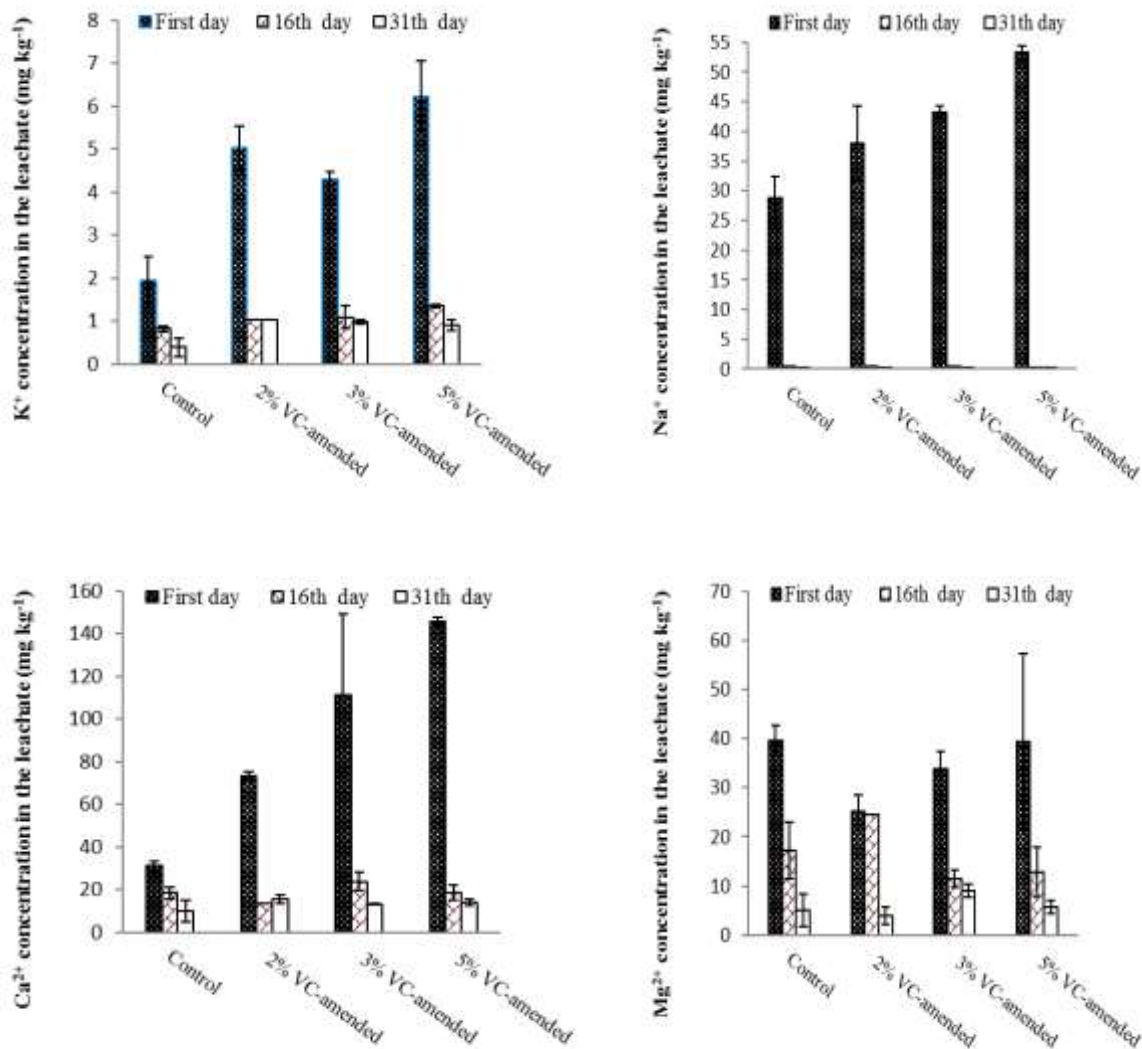 First day 16th day 31th day
K⁺ concentration in the leachate (mg kg⁻¹)
8
7
6
5
4
3
2
1
0
Control
2% VC-amended
3% VC-amended
5% VC-amended
First day 16th day 31th day
Na⁺ concentration in the leachate (mg kg⁻¹)
55
50
45
40
35
30
25
20
15
10
5
0
Control
2% VC-amended
3% VC-amended
5% VC-amended
First day 16th day 31th day
Ca²⁺ concentration in the leachate (mg kg⁻¹)
160
140
120
100
80
60
40
20
0
Control
2% VC-amended
3% VC-amended
5% VC-amended
First day 16th day 31th day
Mg²⁺ concentration in the leachate (mg kg⁻¹)
70
60
50
40
30
20
10
0
Control
2% VC-amended
3% VC-amended
5% VC-amended